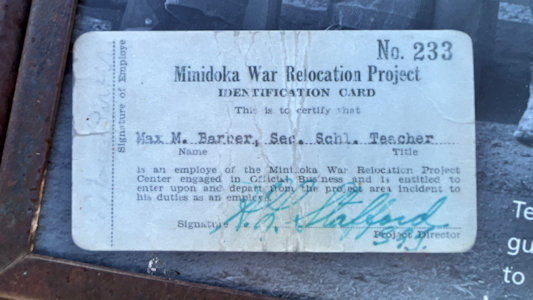 No. 233
Minidoka War Relocation Project
IDENTIFICATION CARD
This is to certify that
Max M. Barber, Sec. Schl. Teacher
Name Title
is an employe of the Minidoka War Relocation Project
Center engaged in Official Business and is entitled to
enter upon and depart from the project area incident to
his duties as an employe.
Signature H. L. Stafford
Project Director
Signature of Employe
Te
gu
to